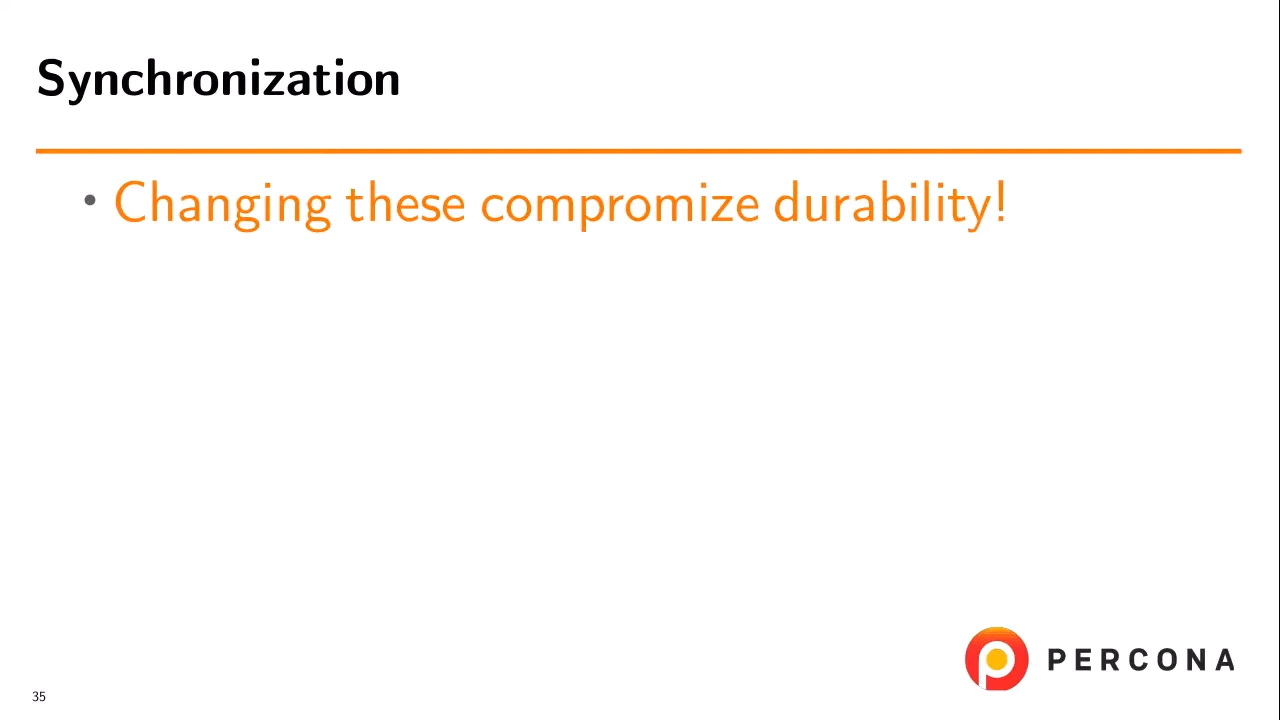 Synchronization
• Changing these compromize durability!
PERCONA
35